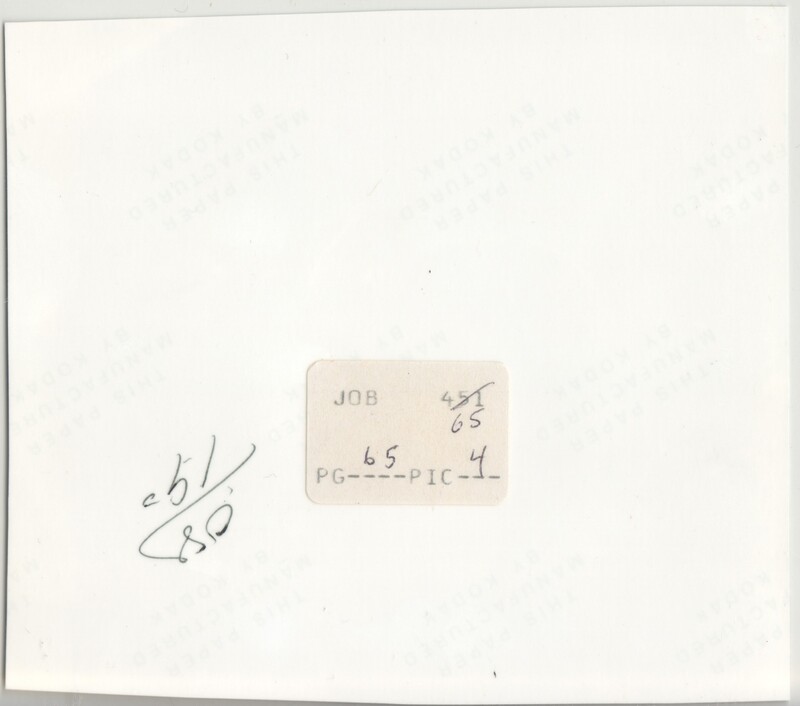 JOB 451
65
65 4
PG----PIC----
THIS PAPER
MANUFACTURED
BY KODAK